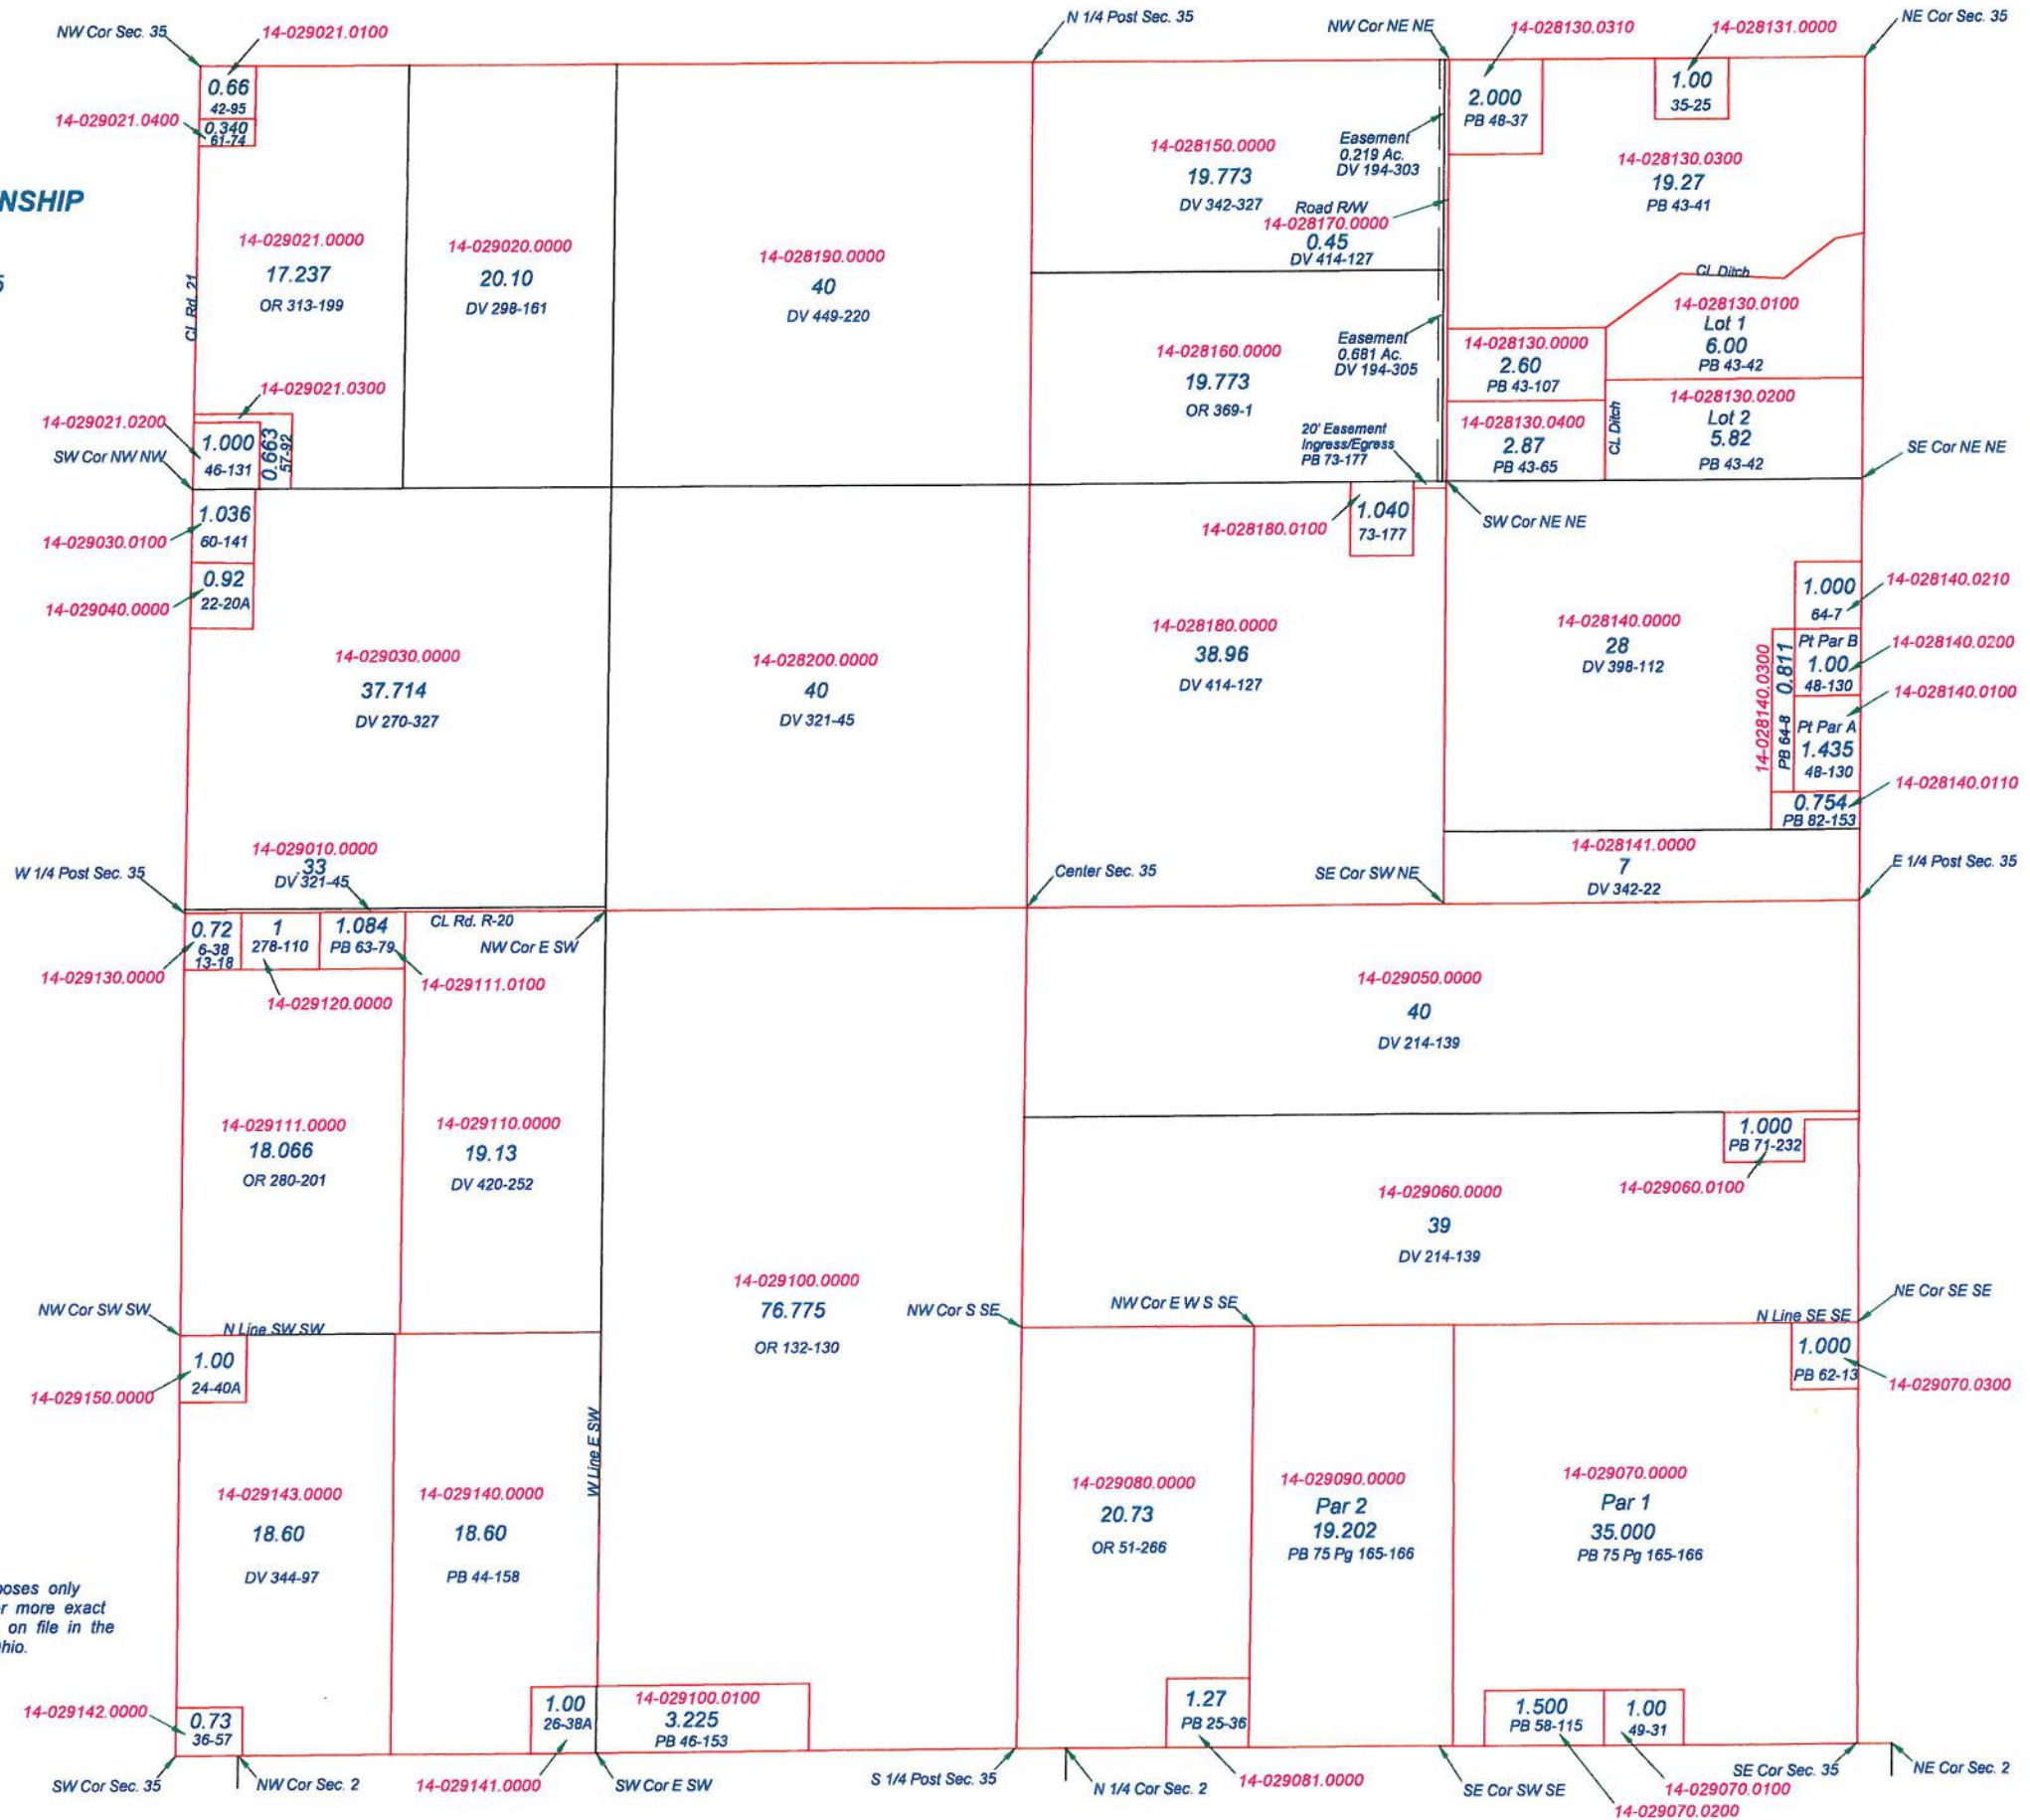 NW Cor Sec. 35
14-029021.0100
N 1/4 Post Sec. 35
NW Cor NE NE
14-028130.0310
14-028131.0000
NE Cor Sec. 35
0.66
42-95
14-029021.0400
0.340
61-74
NSHIP
CL Rd. 21
14-029021.0000
17.237
OR 313-199
14-029020.0000
20.10
DV 298-161
14-028190.0000
40
DV 449-220
14-028150.0000
19.773
DV 342-327
Easement
0.219 Ac.
DV 194-303
Road R/W
14-028170.0000
0.45
DV 414-127
2.000
PB 48-37
1.00
35-25
14-028130.0300
19.27
PB 43-41
CL Ditch
14-028130.0100
Lot 1
6.00
PB 43-42
14-028160.0000
19.773
OR 369-1
Easement
0.681 Ac.
DV 194-305
14-028130.0000
2.60
PB 43-107
14-028130.0200
Lot 2
5.82
PB 43-42
CL Ditch
14-028130.0400
2.87
PB 43-65
20' Easement
Ingress/Egress
PB 73-177
14-029021.0300
14-029021.0200
1.000
46-131
0.663
57-92
SW Cor NW NW
SE Cor NE NE
SW Cor NE NE
1.036
60-141
14-029030.0100
0.92
22-20A
14-029040.0000
14-028180.0100
1.040
73-177
14-029030.0000
37.714
DV 270-327
14-028200.0000
40
DV 321-45
14-028180.0000
38.96
DV 414-127
14-028140.0000
28
DV 398-112
1.000
64-7
14-028140.0210
Pt Par B
1.00
48-130
14-028140.0200
14-028140.0300
0.811
PB 64-8
Pt Par A
1.435
48-130
14-028140.0100
0.754
PB 82-153
14-028140.0110
14-029010.0000
33
DV 321-45
W 1/4 Post Sec. 35
Center Sec. 35
SE Cor SW NE
14-028141.0000
7
DV 342-22
E 1/4 Post Sec. 35
0.72
6-38
13-18
1
278-110
1.084
PB 63-79
CL Rd. R-20
NW Cor E SW
14-029130.0000
14-029120.0000
14-029111.0100
14-029050.0000
40
DV 214-139
14-029111.0000
18.066
OR 280-201
14-029110.0000
19.13
DV 420-252
1.000
PB 71-232
14-029060.0100
14-029060.0000
39
DV 214-139
14-029100.0000
76.775
OR 132-130
NW Cor SW SW
N Line SW SW
NW Cor S SE
NW Cor E W S SE
N Line SE SE
NE Cor SE SE
1.00
24-40A
14-029150.0000
1.000
PB 62-13
14-029070.0300
W Line E SW
14-029143.0000
18.60
DV 344-97
14-029140.0000
18.60
PB 44-158
14-029080.0000
20.73
OR 51-266
14-029090.0000
Par 2
19.202
PB 75 Pg 165-166
14-029070.0000
Par 1
35.000
PB 75 Pg 165-166
oses only
r more exact
on file in the
hio.
14-029142.0000
0.73
36-57
1.00
26-38A
14-029100.0100
3.225
PB 46-153
1.27
PB 25-36
1.500
PB 58-115
1.00
49-31
SW Cor Sec. 35
NW Cor Sec. 2
14-029141.0000
SW Cor E SW
S 1/4 Post Sec. 35
N 1/4 Cor Sec. 2
14-029081.0000
SE Cor SW SE
14-029070.0100
14-029070.0200
SE Cor Sec. 35
NE Cor Sec. 2